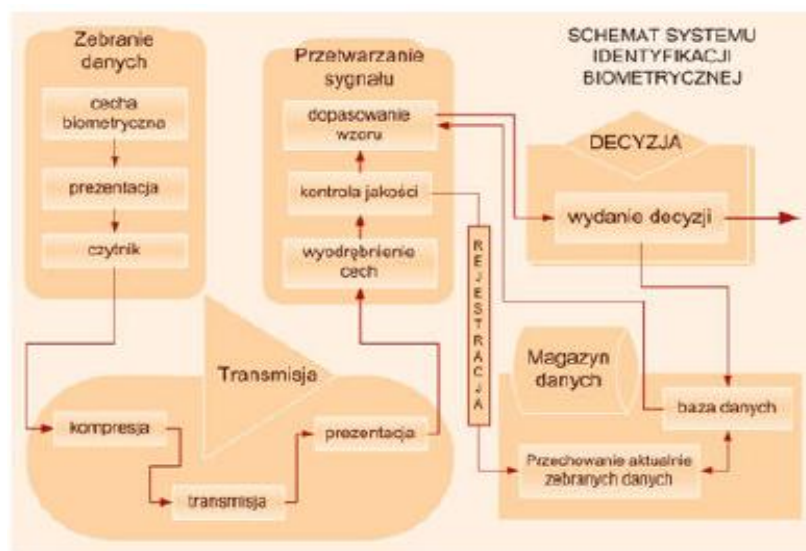 SCHEMAT SYSTEMU
IDENTYFIKACJI
BIOMETRYCZNEJ
Zebranie
danych
cecha
biometryczna
prezentacja
czytnik
Przetwarzanie
sygnału
dopasowanie
wzoru
kontrola jakości
wyodrębnienie
cech
REJESTRACJA
DECYZJA
wydanie decyzji
Transmisja
kompresja
transmisja
prezentacja
Magazyn
danych
baza danych
Przechowanie aktualnie
zebranych danych